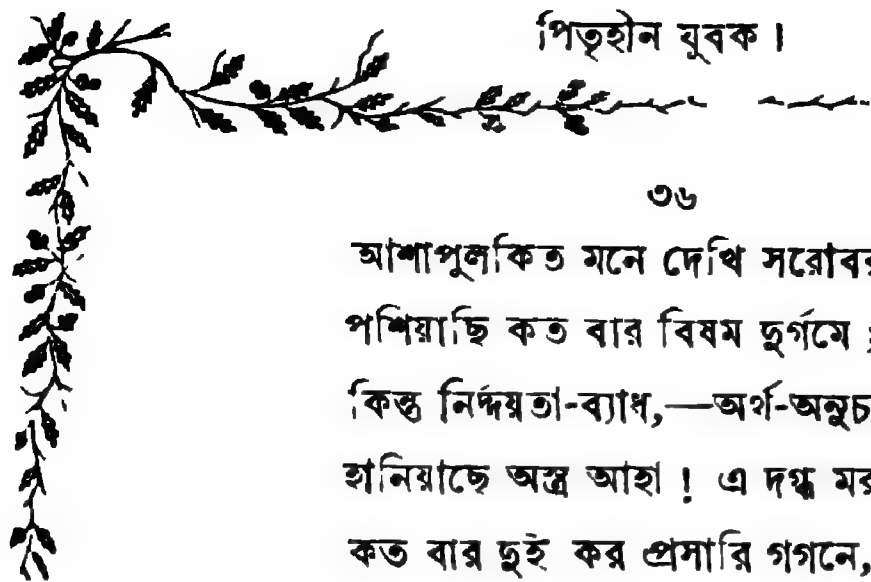 পিতৃহীন যুবক।
৩৬
আশাপুলকিত মনে দেখি সরোবর
পশিয়াছি কত বার বিষম দুর্গমে ;
কিন্তু নির্দ্দয়তা-ব্যাধ,—অর্থ-অনুচ
হানিয়াছে অস্ত্র আহা ! এ দগ্ধ মর
কত বার দুই কর প্রসারি গগনে,